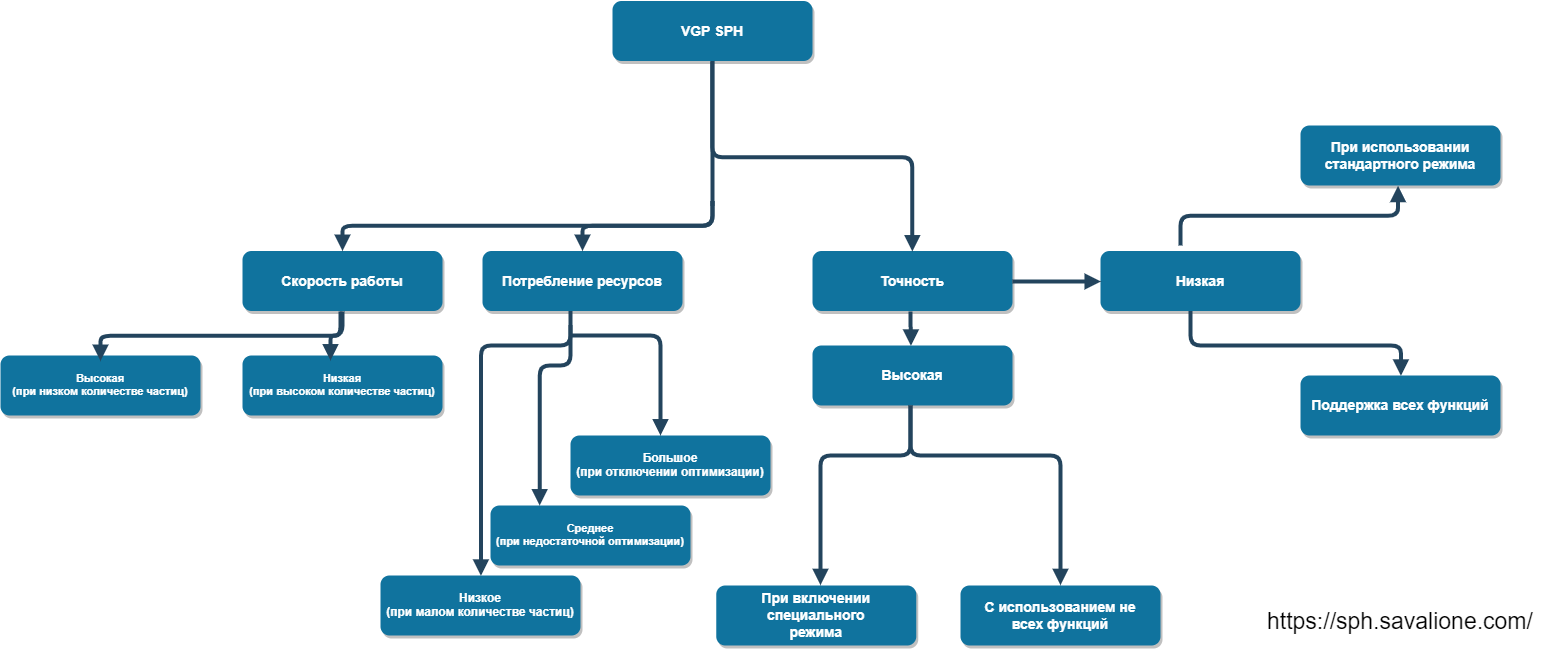 VGP SPH
При использовании
стандартного режима
Скорость работы
Потребление ресурсов
Точность
Низкая
Высокая
(при низком количестве частиц)
Низкая
(при высоком количестве частиц)
Высокая
Поддержка всех функций
Большое
(при отключении оптимизации)
Среднее
(при недостаточной оптимизации)
Низкое
(при малом количестве частиц)
При включении
специального
режима
С использованием не
всех функций
https://sph.savalione.com/